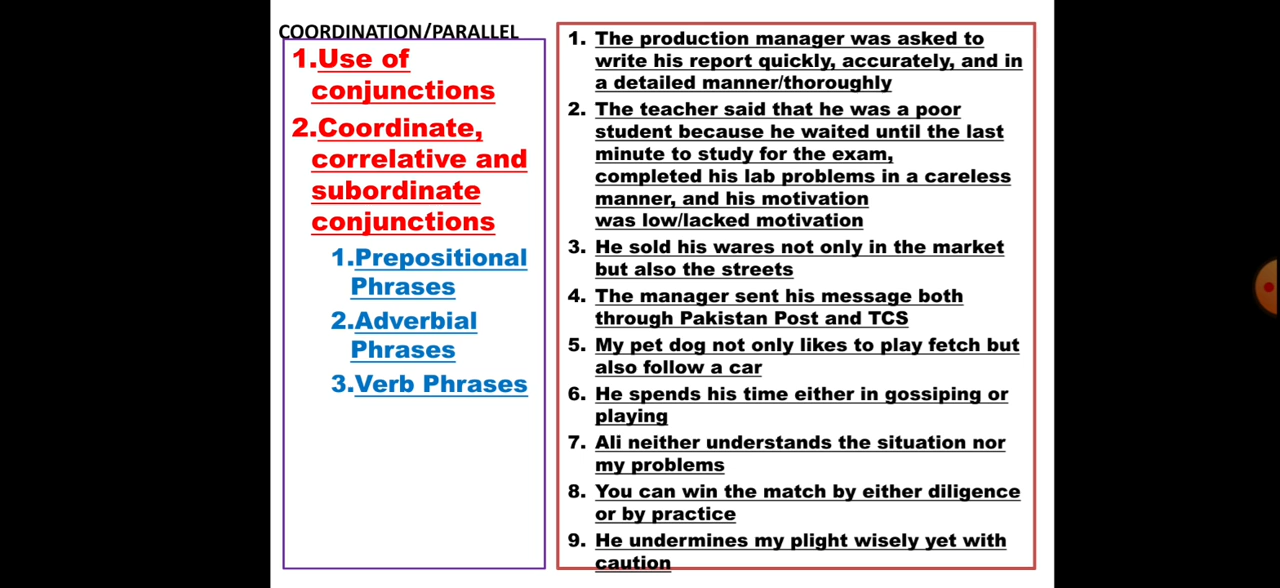 COORDINATION/PARALLEL
1.Use of
conjunctions
2.Coordinate,
correlative and
subordinate
conjunctions
1.Prepositional
Phrases
2.Adverbial
Phrases
3.Verb Phrases
1. The production manager was asked to
write his report quickly, accurately, and in
a detailed manner/thoroughly
2. The teacher said that he was a poor
student because he waited until the last
minute to study for the exam,
completed his lab problems in a careless
manner, and his motivation
was low/lacked motivation
3. He sold his wares not only in the market
but also the streets
4. The manager sent his message both
through Pakistan Post and TCS
5. My pet dog not only likes to play fetch but
also follow a car
6. He spends his time either in gossiping or
playing
7. Ali neither understands the situation nor
my problems
8. You can win the match by either diligence
or by practice
9. He undermines my plight wisely yet with
caution